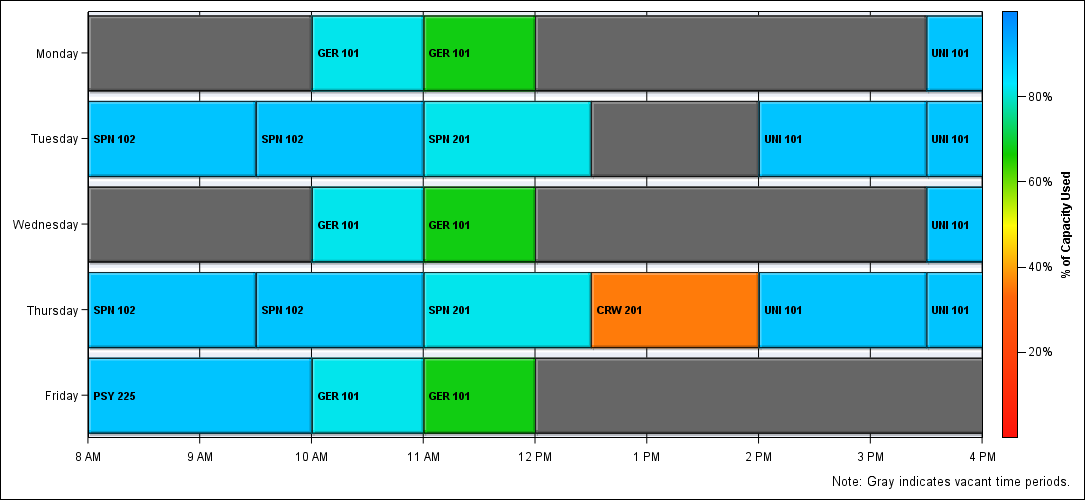 Monday
GER 101
GER 101
UNI 101
Tuesday
SPN 102
SPN 102
SPN 201
UNI 101
UNI 101
Wednesday
GER 101
GER 101
UNI 101
Thursday
SPN 102
SPN 102
SPN 201
CRW 201
UNI 101
UNI 101
Friday
PSY 225
GER 101
GER 101
8 AM
9 AM
10 AM
11 AM
12 PM
1 PM
2 PM
3 PM
4 PM
80%
60%
40%
20%
% of Capacity Used
Note: Gray indicates vacant time periods.